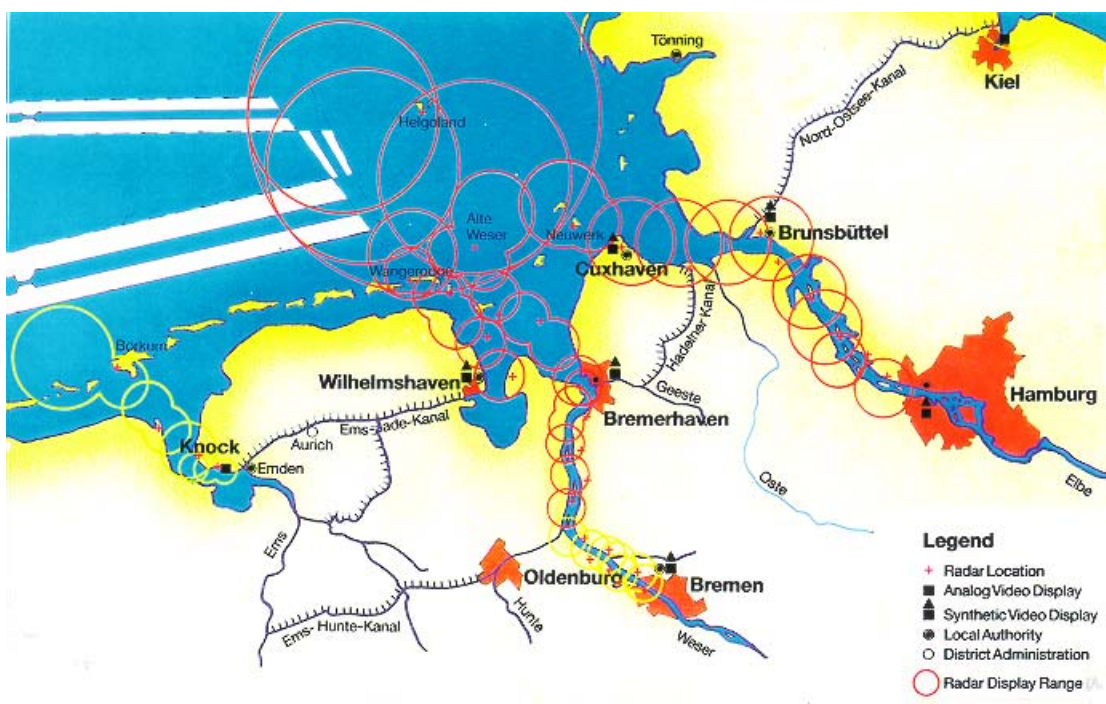 Tönning
Kiel
Nord-Ostsee-Kanal
Helgoland
Alte
Weser
Neuwerk
Brunsbüttel
Cuxhaven
Wangerooge
Hadelner Kanal
Borkum
Wilhelmshaven
Hamburg
Geeste
Bremerhaven
Ems-Jade-Kanal
Aurich
Knock
Emden
Oste
Elbe
Ems
Oldenburg
Bremen
Hunte
Ems-Hunte-Kanal
Weser
Legend
Radar Location
Analog Video Display
Synthetic Video Display
Local Authority
District Administration
Radar Display Range